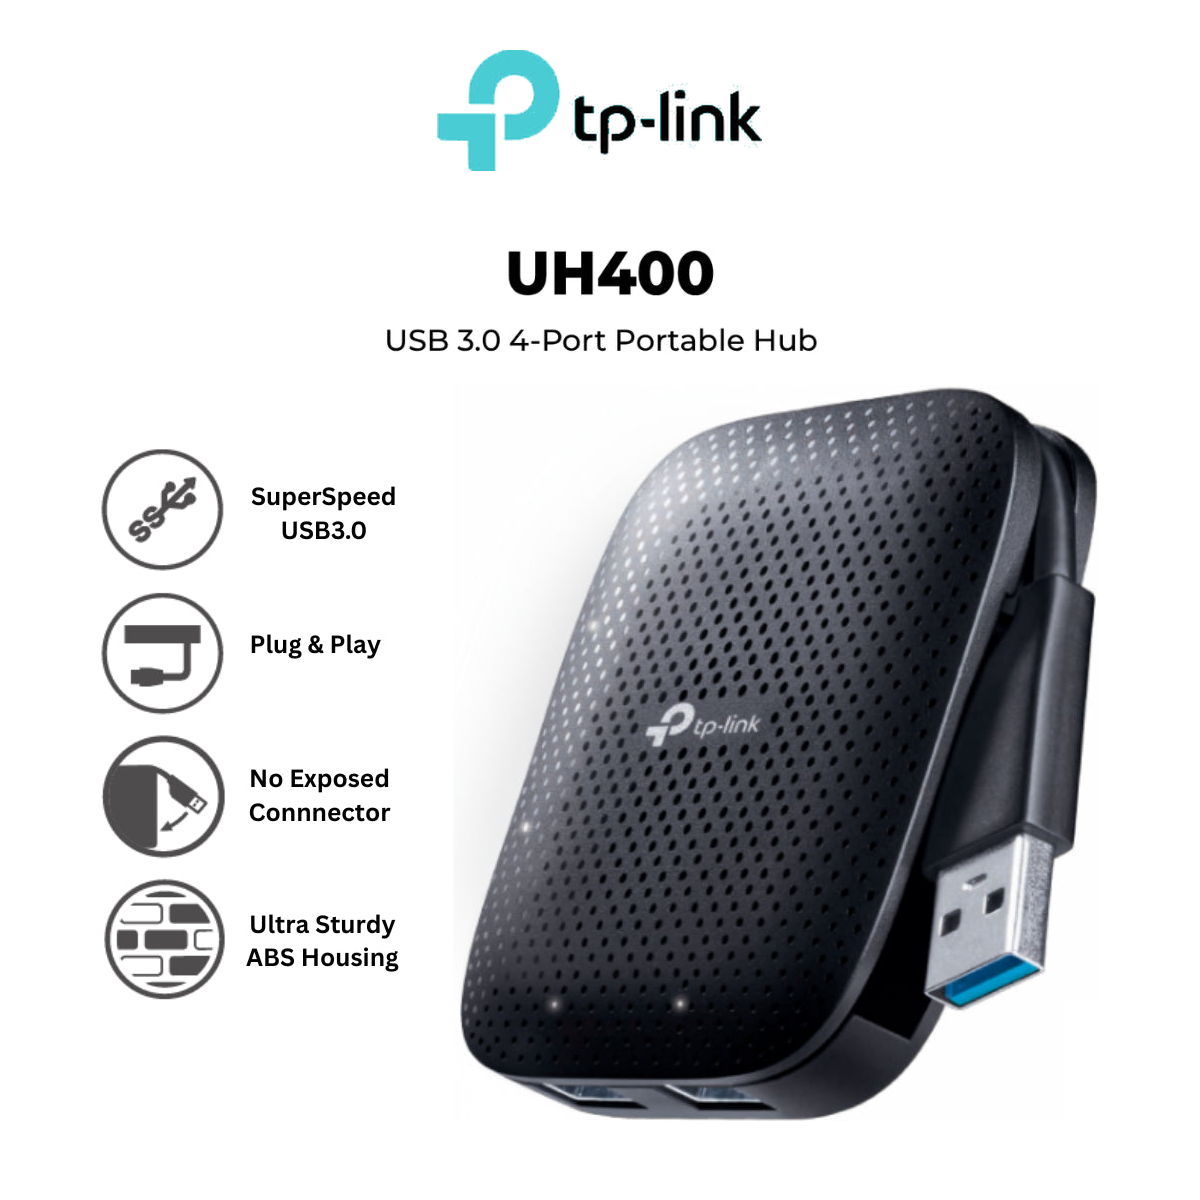 tp-link
UH400
USB 3.0 4-Port Portable Hub
SuperSpeed
USB3.0
Plug & Play
No Exposed
Connnector
Ultra Sturdy
ABS Housing
tp-link